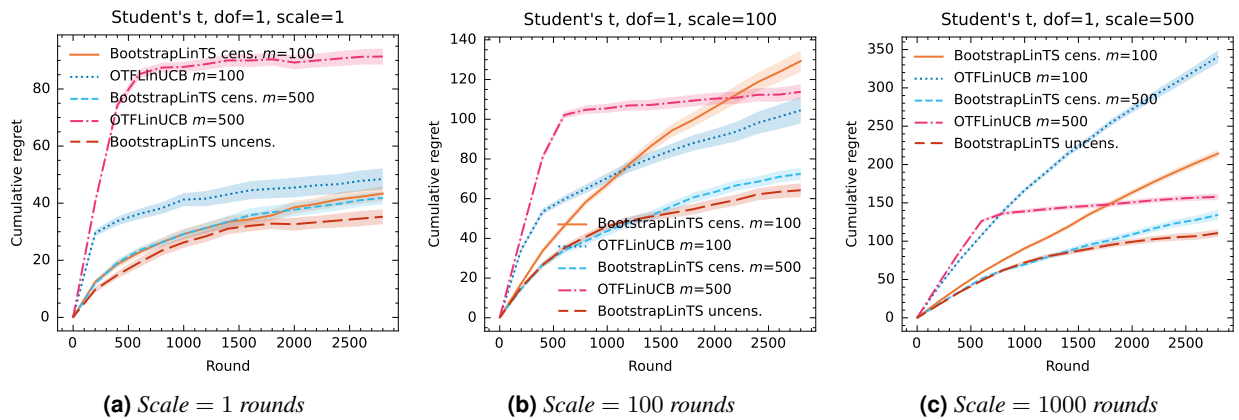 Student's t, dof=1, scale=1
Cumulative regret
80
60
40
20
0
BootstrapLinTS cens. m=100
OTFLinUCB m=100
BootstrapLinTS cens. m=500
OTFLinUCB m=500
BootstrapLinTS uncens.
0 500 1000 1500 2000 2500
Round
(a) Scale = 1 rounds
Student's t, dof=1, scale=100
Cumulative regret
140
120
100
80
60
40
20
0
BootstrapLinTS cens. m=100
OTFLinUCB m=100
BootstrapLinTS cens. m=500
OTFLinUCB m=500
BootstrapLinTS uncens.
0 500 1000 1500 2000 2500
Round
(b) Scale = 100 rounds
Student's t, dof=1, scale=500
Cumulative regret
350
300
250
200
150
100
50
0
BootstrapLinTS cens. m=100
OTFLinUCB m=100
BootstrapLinTS cens. m=500
OTFLinUCB m=500
BootstrapLinTS uncens.
0 500 1000 1500 2000 2500
Round
(c) Scale = 1000 rounds